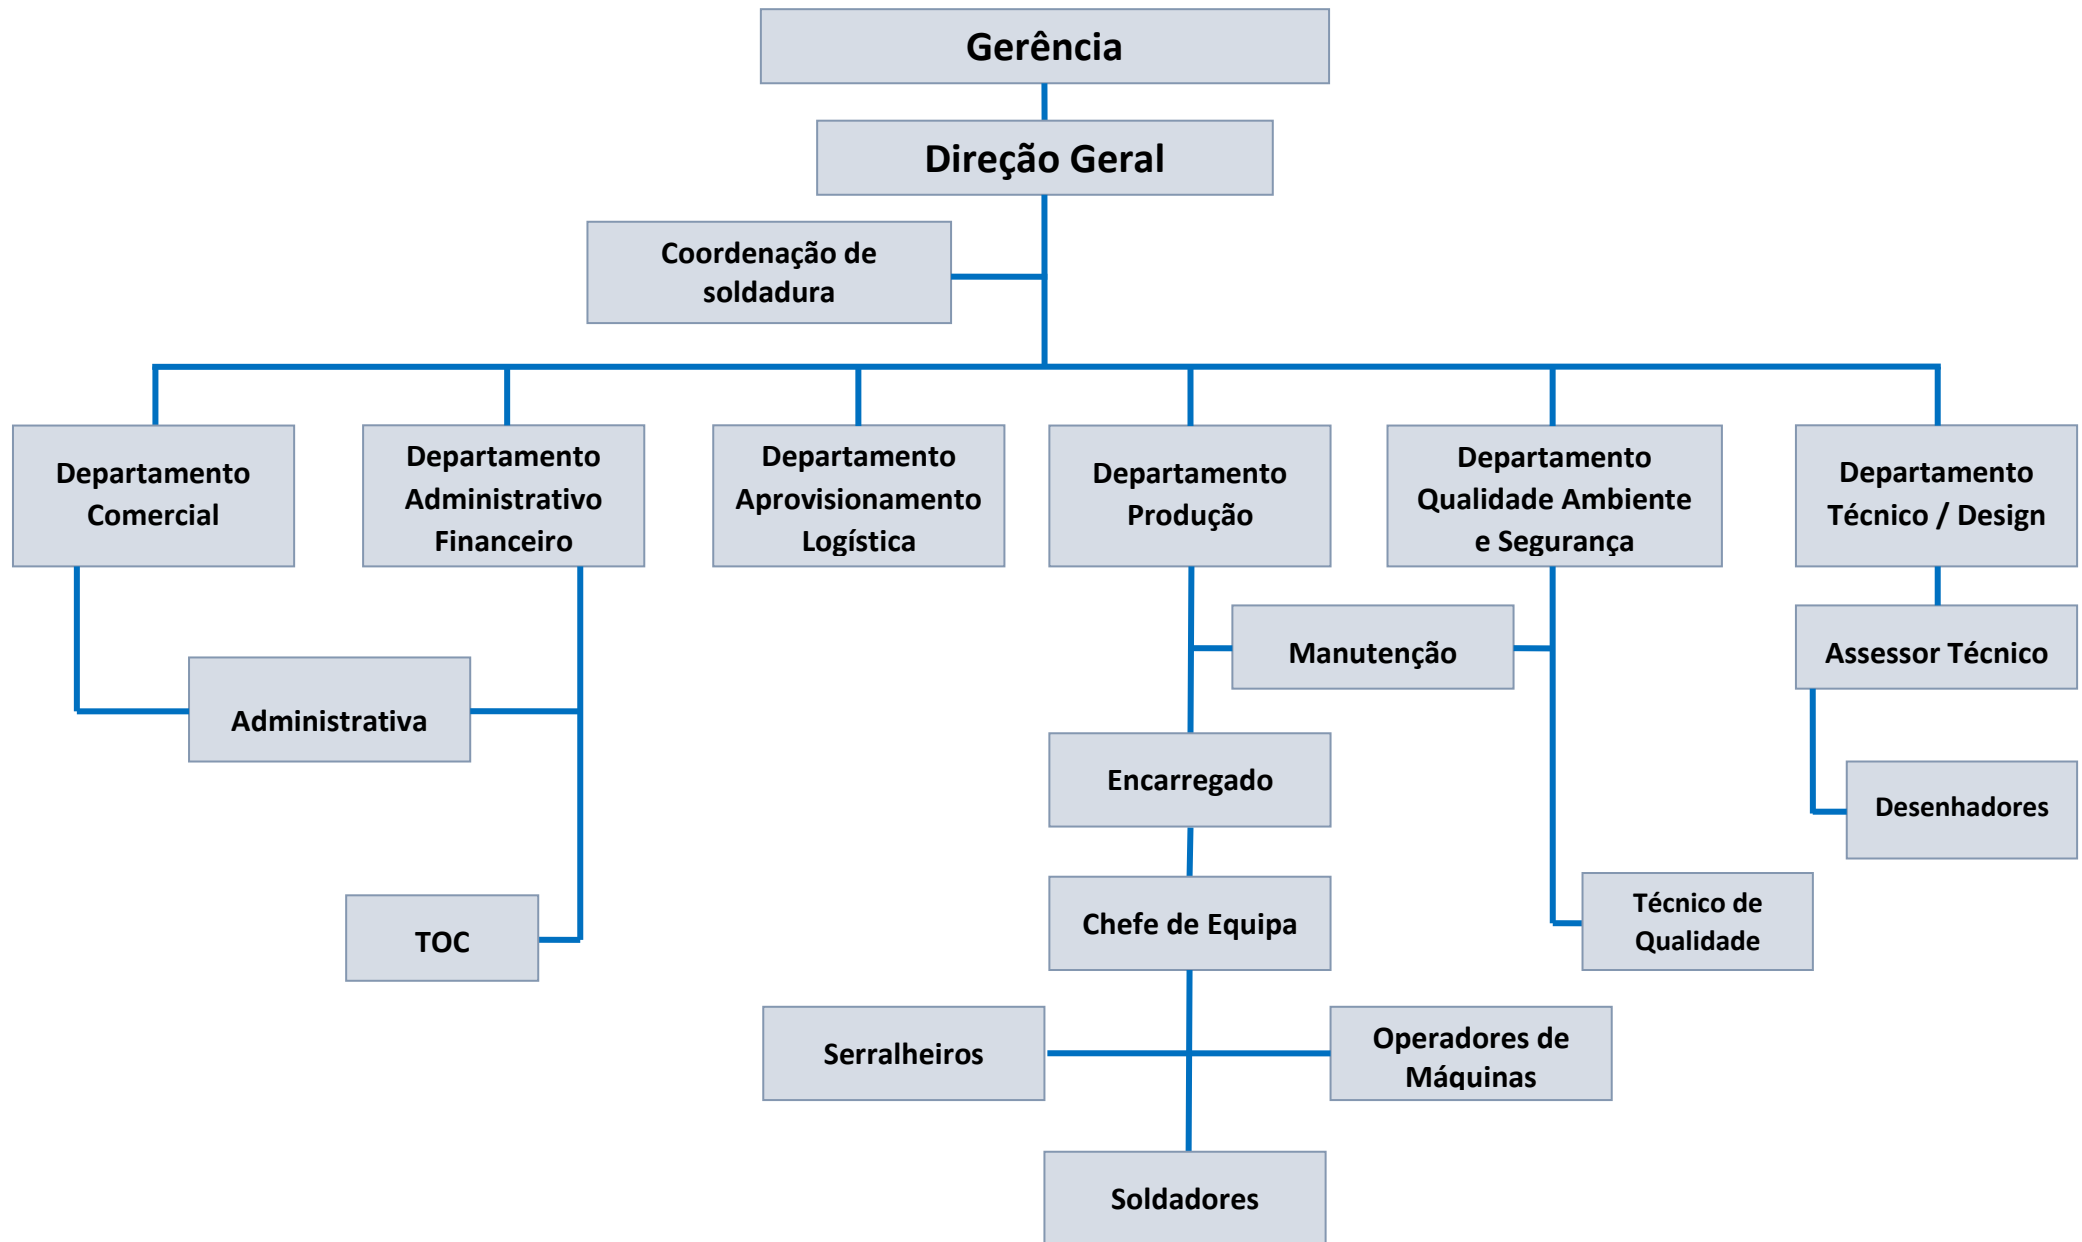 Gerência
Direção Geral
Coordenação de
soldadura
Departamento
Comercial
Departamento
Administrativo
Financeiro
Departamento
Aprovisionamento
Logística
Departamento
Produção
Departamento
Qualidade Ambiente
e Segurança
Departamento
Técnico / Design
Manutenção
Assessor Técnico
Administrativa
Encarregado
Desenhadores
TOC
Chefe de Equipa
Técnico de
Qualidade
Serralheiros
Operadores de
Máquinas
Soldadores